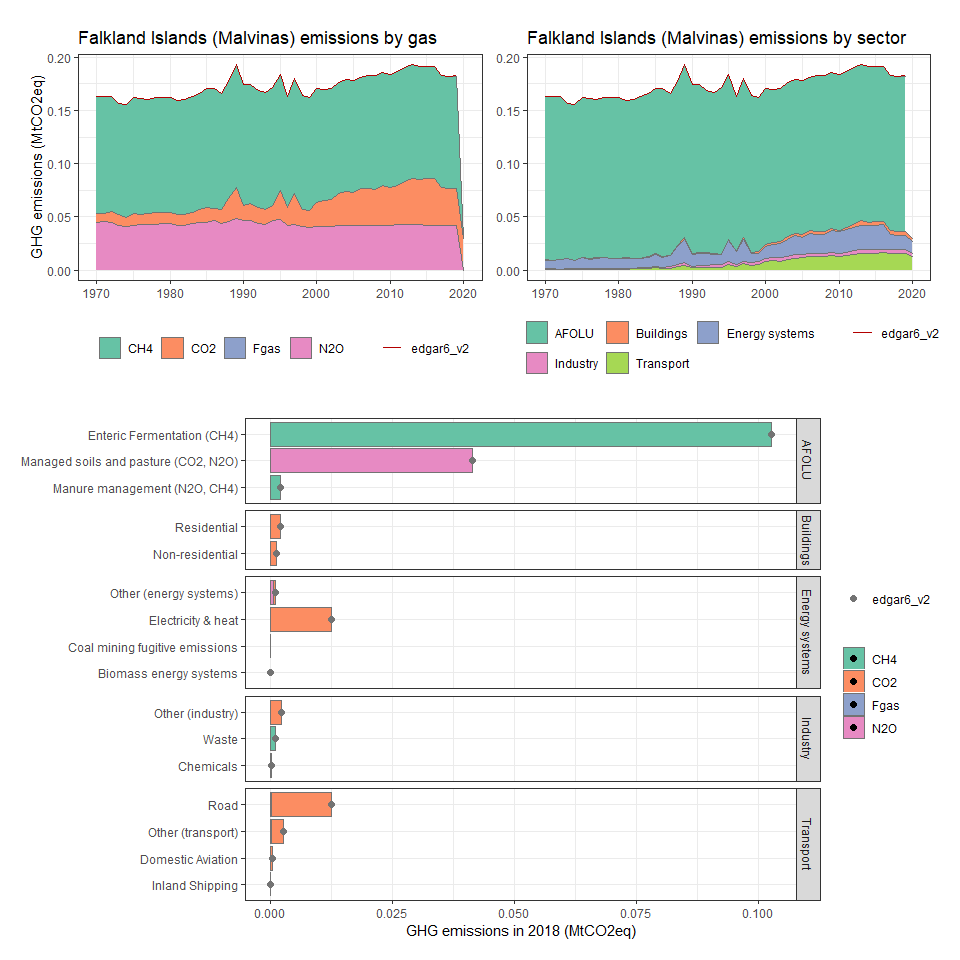 Falkland Islands (Malvinas) emissions by gas
GHG emissions (MtCO2eq)
0.20
0.15
0.10
0.05
0.00
1970 1980 1990 2000 2010 2020
CH4 CO2 Fgas N2O edgar6_v2
Falkland Islands (Malvinas) emissions by sector
0.20
0.15
0.10
0.05
0.00
1970 1980 1990 2000 2010 2020
AFOLU Buildings Energy systems edgar6_v2
Industry Transport
Enteric Fermentation (CH4)
Managed soils and pasture (CO2, N2O)
Manure management (N2O, CH4)
AFOLU
Residential
Non-residential
Buildings
Other (energy systems)
Electricity & heat
Coal mining fugitive emissions
Biomass energy systems
Energy systems
Other (industry)
Waste
Chemicals
Industry
Road
Other (transport)
Domestic Aviation
Inland Shipping
Transport
0.000 0.025 0.050 0.075 0.100
GHG emissions in 2018 (MtCO2eq)
edgar6_v2
CH4
CO2
Fgas
N2O